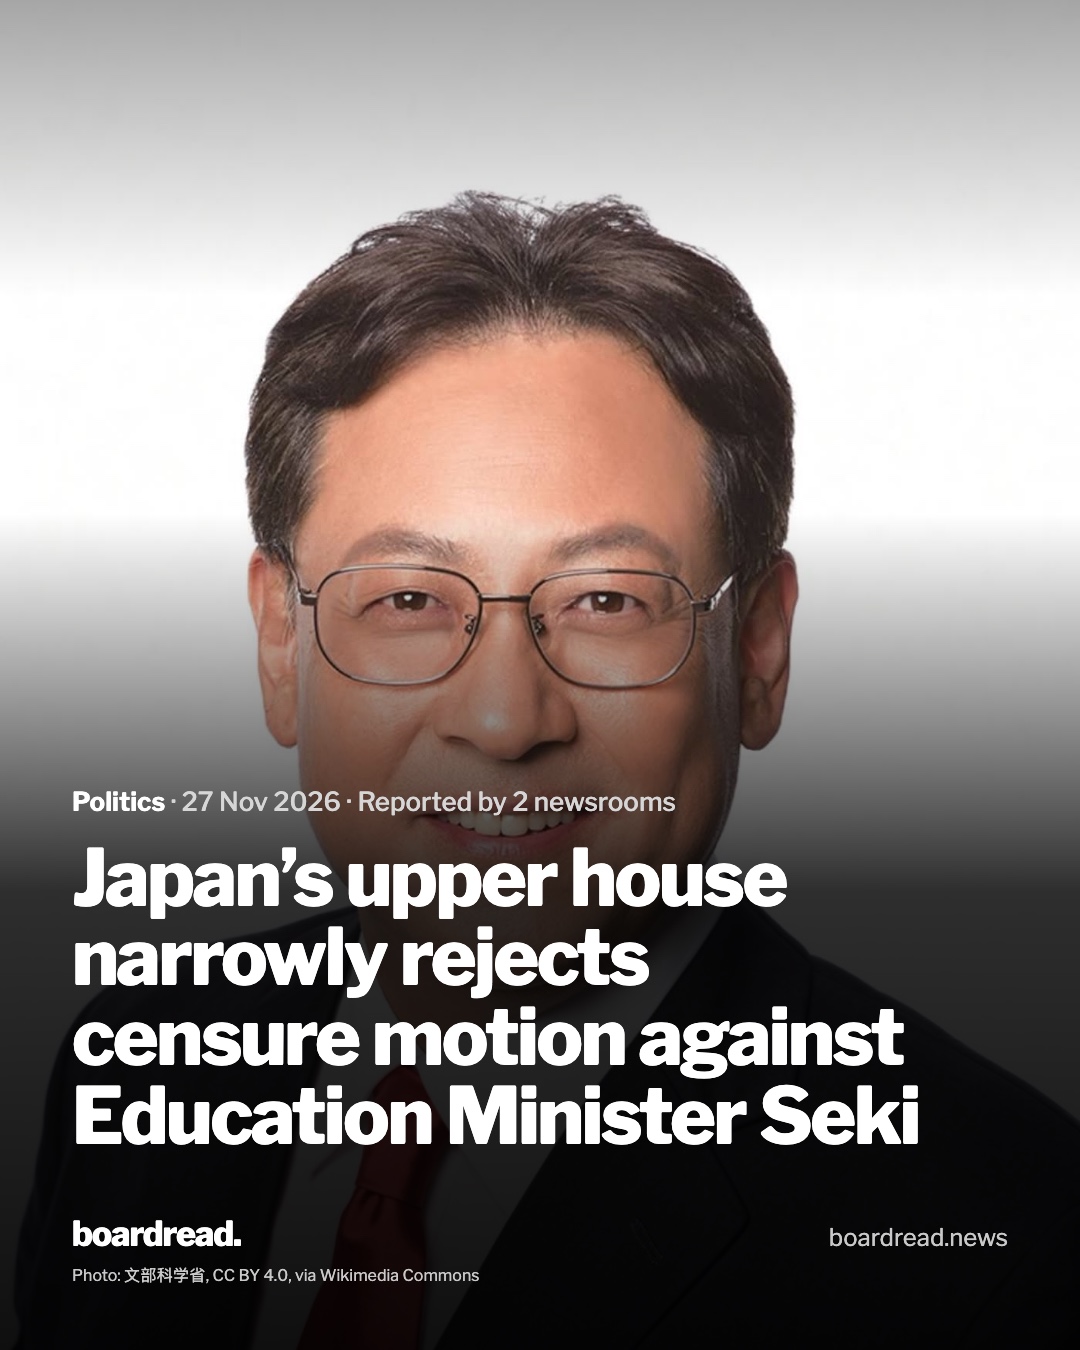 Politics · 27 Nov 2026 · Reported by 2 newsrooms
Japan’s upper house
narrowly rejects
censure motion against
Education Minister Seki
boardread.
boardread.news
Photo: 文部科学省, CC BY 4.0, via Wikimedia Commons